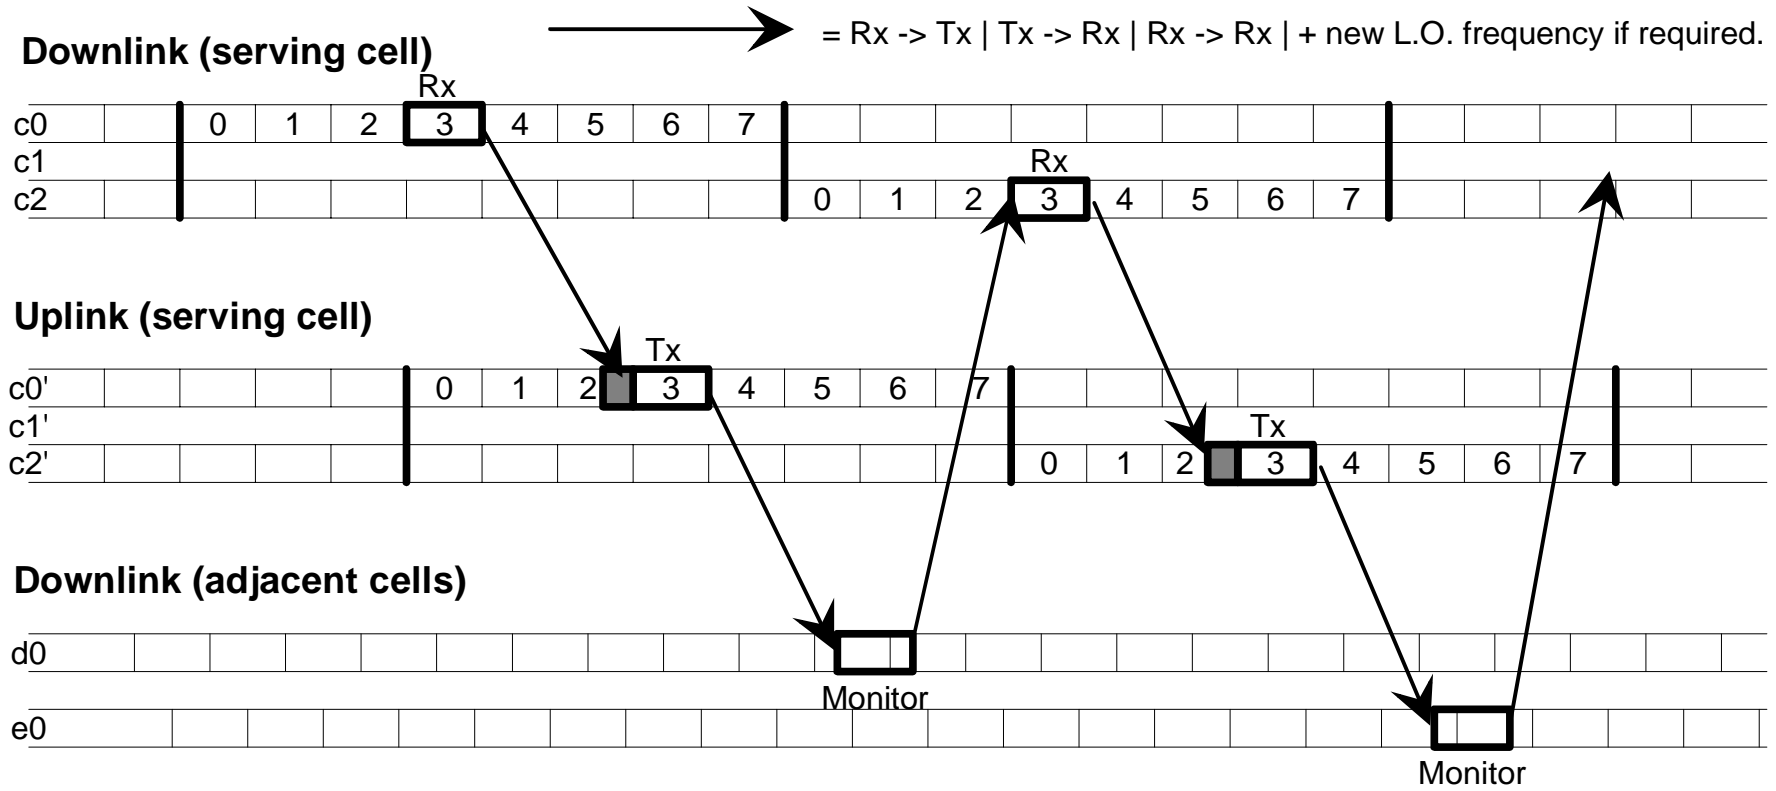 = Rx -> Tx | Tx -> Rx | Rx -> Rx | + new L.O. frequency if required.
Downlink (serving cell)
Rx
c0 0 1 2 3 4 5 6 7
c1 Rx
c2 0 1 2 3 4 5 6 7
Uplink (serving cell)
Tx
c0' 0 1 2 3 4 5 6 7
c1' Tx
c2' 0 1 2 3 4 5 6 7
Downlink (adjacent cells)
d0
Monitor
e0
Monitor